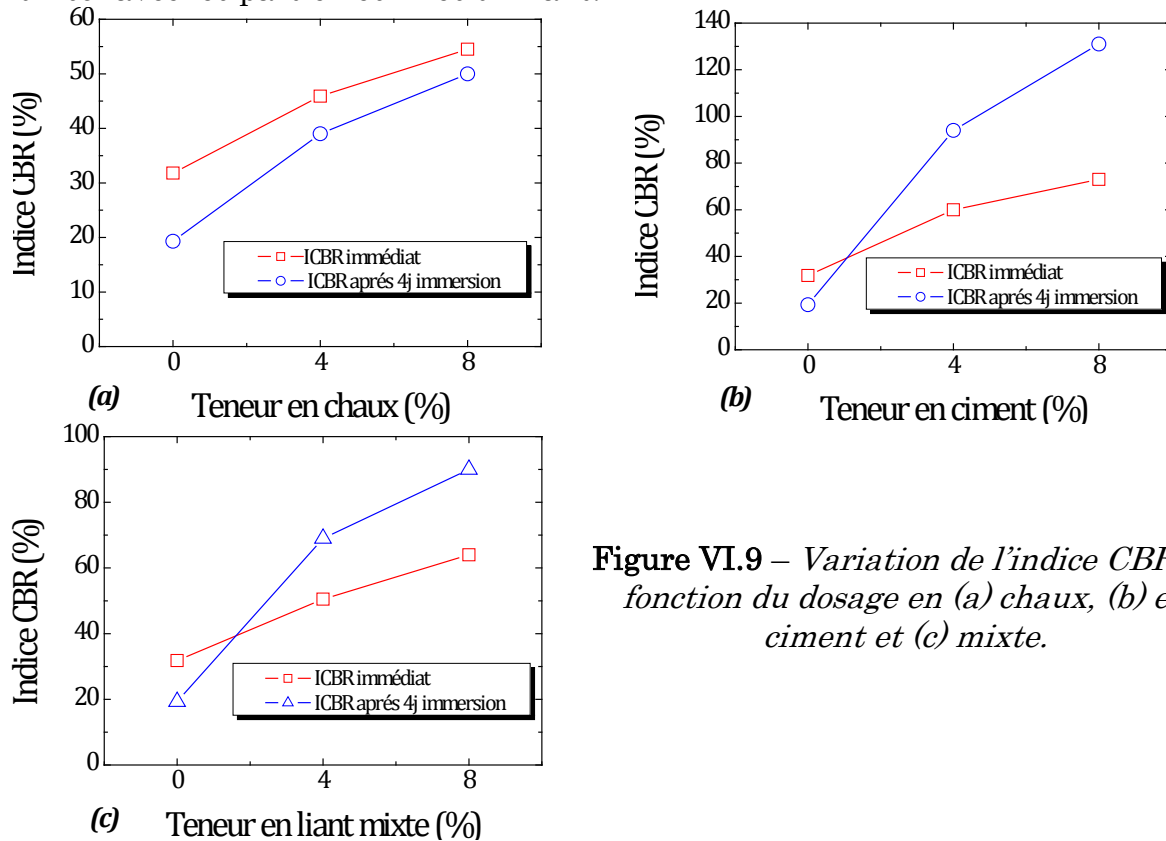 60
50
40
30
20
10
0
Indice CBR (%)
ICBR immédiat
ICBR aprés 4j immersion
0 4 8
(a) Teneur en chaux (%)
140
120
100
80
60
40
20
0
Indice CBR (%)
ICBR immédiat
ICBR aprés 4j immersion
0 4 8
(b) Teneur en ciment (%)
100
80
60
40
20
0
Indice CBR (%)
ICBR immédiat
ICBR aprés 4j immersion
0 4 8
(c) Teneur en liant mixte (%)
Figure VI.9 – Variation de l’indice CBR
fonction du dosage en (a) chaux, (b) e
ciment et (c) mixte.